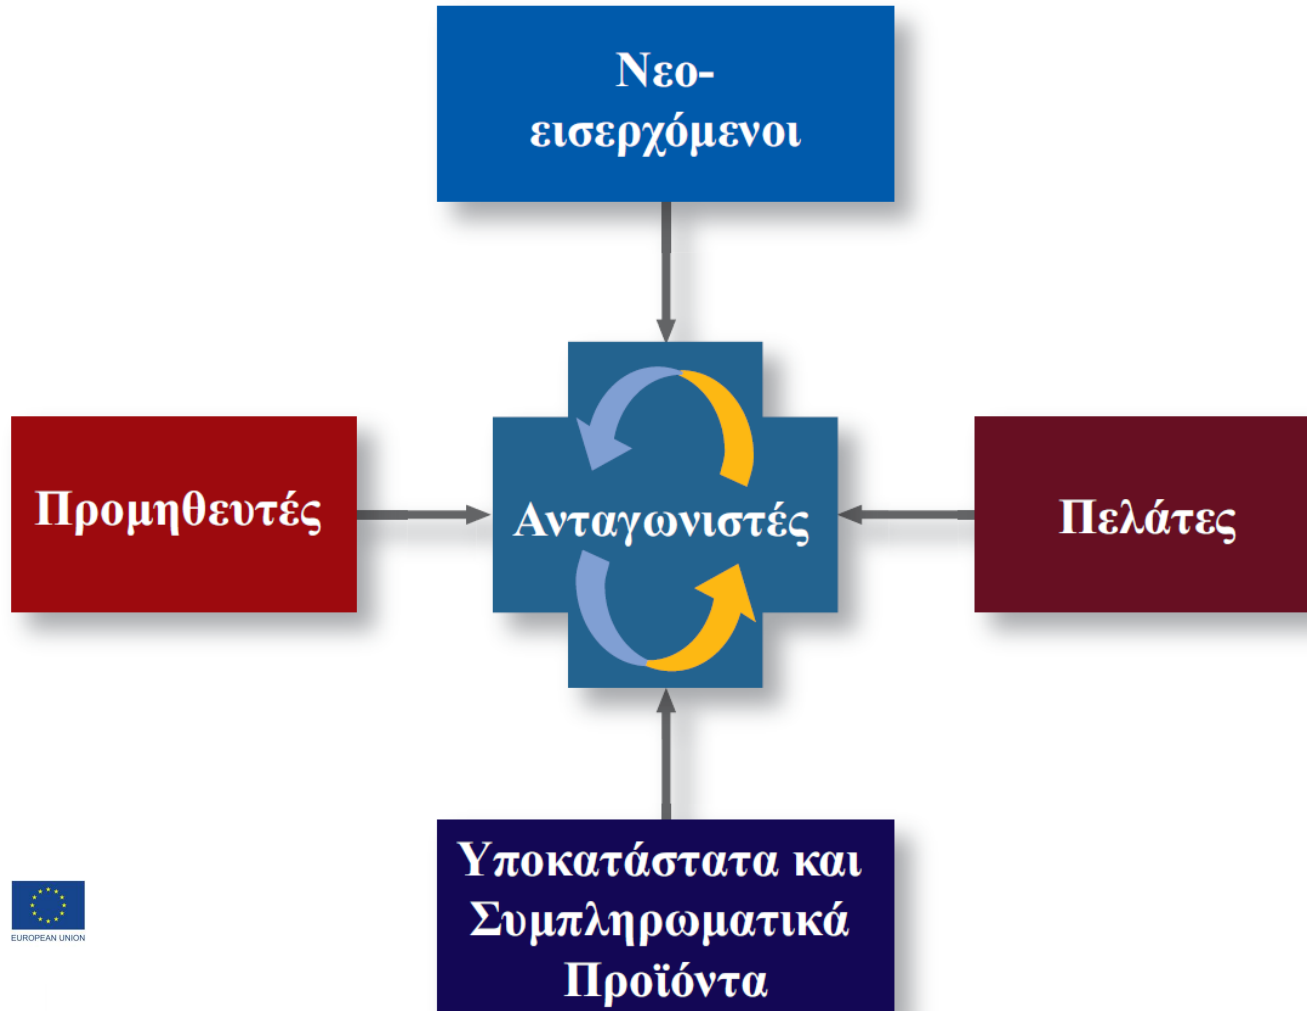 Νεο-
εισερχόμενοι
Προμηθευτές
Ανταγωνιστές
Πελάτες
Υποκατάστατα και
Συμπληρωματικά
Προϊόντα
EUROPEAN UNION